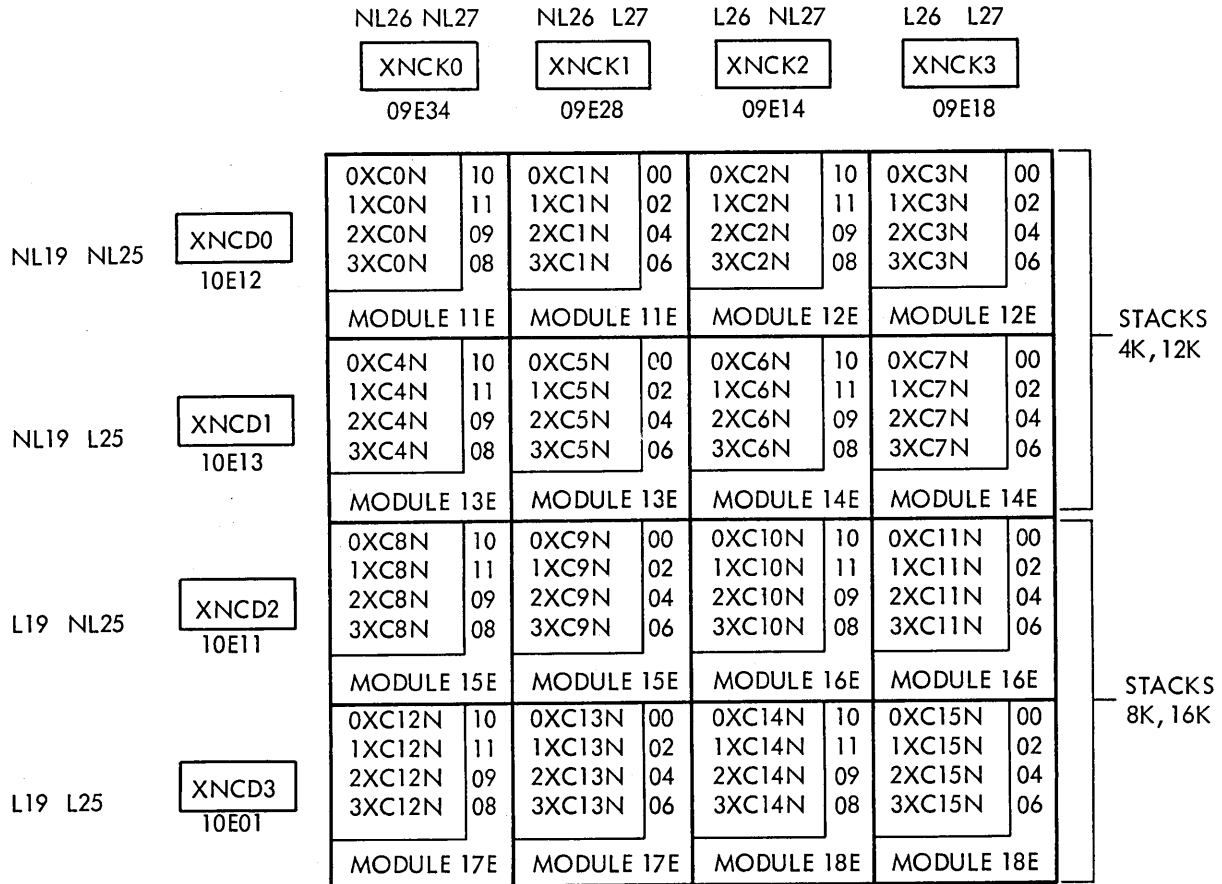 NL26 NL27 NL26 L27 L26 NL27 L26 L27
XNCK0 XNCK1 XNCK2 XNCK3
09E34 09E28 09E14 09E18
0XC0N 10 0XC1N 00 0XC2N 10 0XC3N 00
1XC0N 11 1XC1N 02 1XC2N 11 1XC3N 02
2XC0N 09 2XC1N 04 2XC2N 09 2XC3N 04
3XC0N 08 3XC1N 06 3XC2N 08 3XC3N 06
NL19 NL25 XNCD0
10E12
MODULE 11E MODULE 11E MODULE 12E MODULE 12E
STACKS
4K, 12K
0XC4N 10 0XC5N 00 0XC6N 10 0XC7N 00
1XC4N 11 1XC5N 02 1XC6N 11 1XC7N 02
2XC4N 09 2XC5N 04 2XC6N 09 2XC7N 04
3XC4N 08 3XC5N 06 3XC6N 08 3XC7N 06
NL19 L25 XNCD1
10E13
MODULE 13E MODULE 13E MODULE 14E MODULE 14E
0XC8N 10 0XC9N 00 0XC10N 10 0XC11N 00
1XC8N 11 1XC9N 02 1XC10N 11 1XC11N 02
2XC8N 09 2XC9N 04 2XC10N 09 2XC11N 04
3XC8N 08 3XC9N 06 3XC10N 08 3XC11N 06
L19 NL25 XNCD2
10E11
MODULE 15E MODULE 15E MODULE 16E MODULE 16E
STACKS
8K, 16K
0XC12N 10 0XC13N 00 0XC14N 10 0XC15N 00
1XC12N 11 1XC13N 02 1XC14N 11 1XC15N 02
2XC12N 09 2XC13N 04 2XC14N 09 2XC15N 04
3XC12N 08 3XC13N 06 3XC14N 08 3XC15N 06
L19 L25 XNCD3
10E01
MODULE 17E MODULE 17E MODULE 18E MODULE 18E